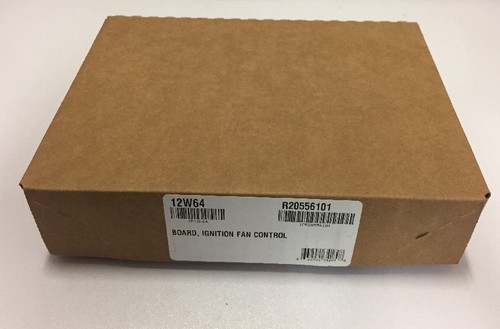 12W64 R20556101
BOARD, IGNITION FAN CONTROL